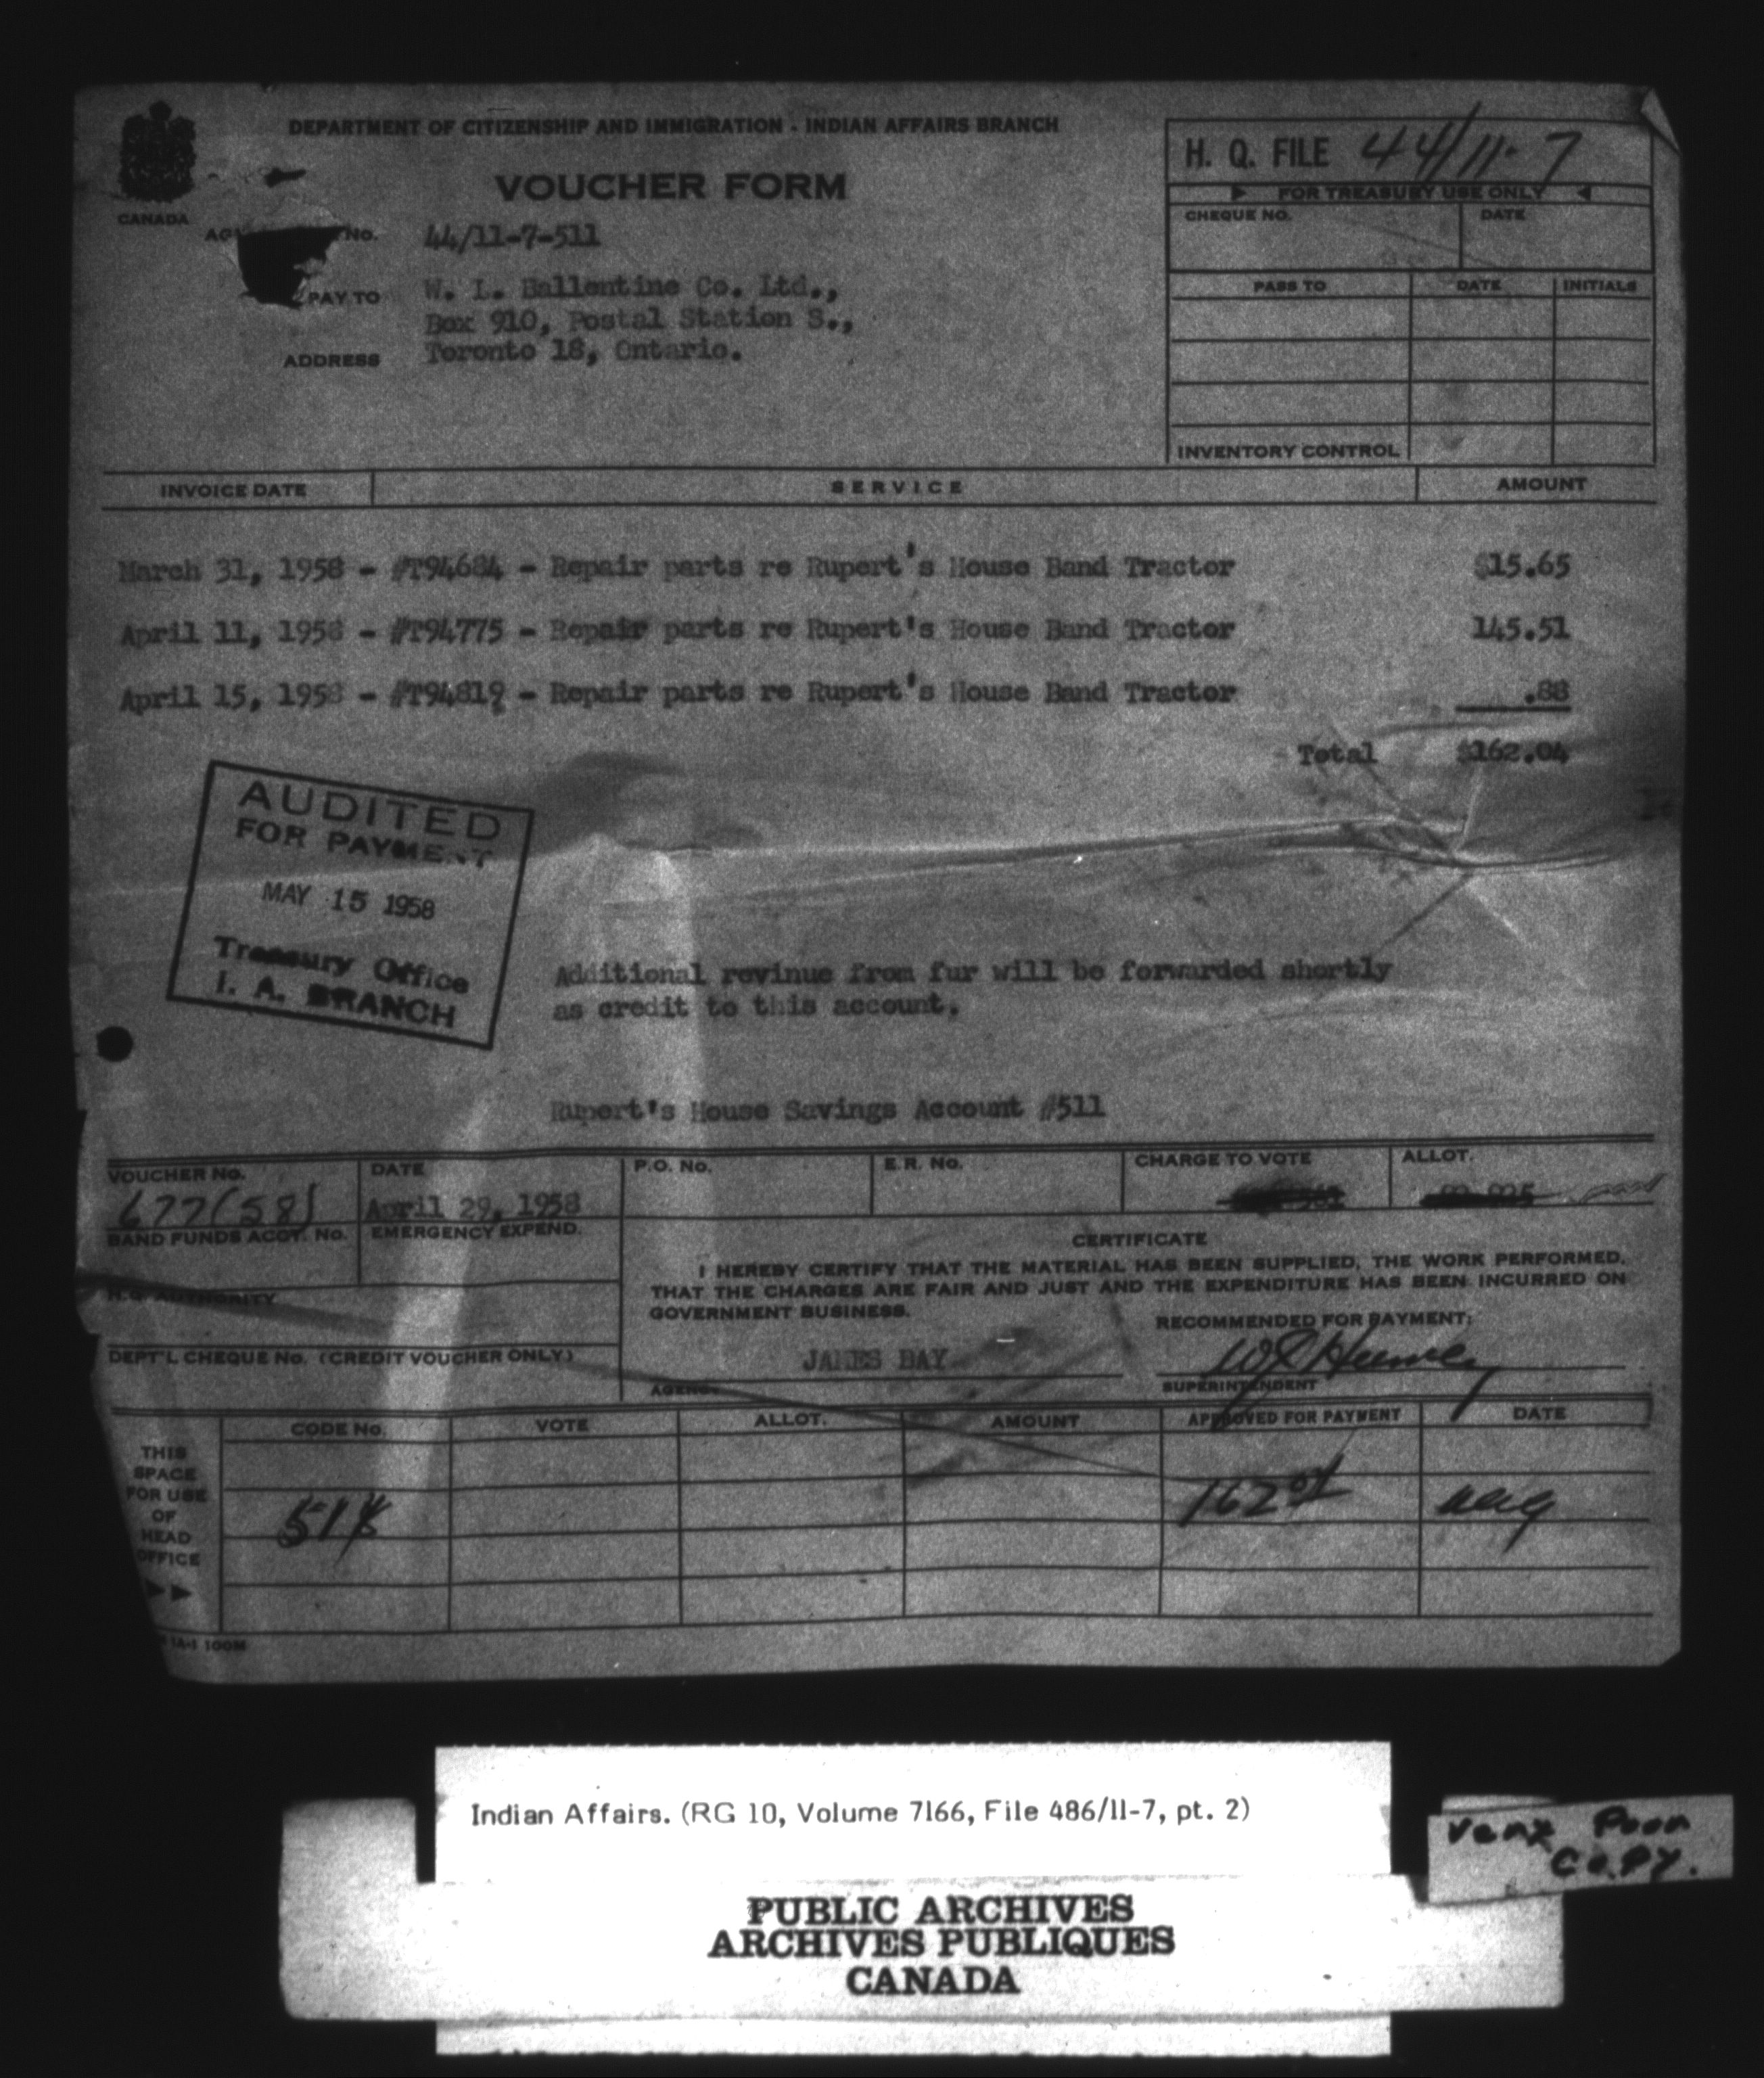 DEPARTMENT OF CITIZENSHIP AND IMMIGRATION - INDIAN AFFAIRS BRANCH
VOUCHER FORM
CANADA
H. Q. FILE 44/11-7
FOR TREASURY USE ONLY
CHEQUE NO. DATE
PASS TO DATE INITIALS
INVENTORY CONTROL
No. 44/11-7-511
PAY TO W. L. Ballentine Co. Ltd.,
Box 910, Postal Station S.,
ADDRESS Toronto 18, Ontario.
INVOICE DATE SERVICE AMOUNT
March 31, 1958 - #T94684 - Repair parts re Rupert's House Band Tractor $15.65
April 11, 1958 - #T94775 - Repair parts re Rupert's House Band Tractor 145.51
April 15, 1958 - #T94819 - Repair parts re Rupert's House Band Tractor .88
Total $162.04
AUDITED
FOR PAYMENT
MAY 15 1958
Treasury Office
I. A. BRANCH
Additional revinue from fur will be forwarded shortly
as credit to this account.
Rupert's House Savings Account #511
VOUCHER No. DATE P.O. No. E.R. No. CHARGE TO VOTE ALLOT.
677(58) April 29, 1958
BAND FUNDS ACCT. No. EMERGENCY EXPEND.
H.Q. AUTHORITY
DEPT'L CHEQUE No. (CREDIT VOUCHER ONLY)
CERTIFICATE
I HEREBY CERTIFY THAT THE MATERIAL HAS BEEN SUPPLIED, THE WORK PERFORMED,
THAT THE CHARGES ARE FAIR AND JUST AND THE EXPENDITURE HAS BEEN INCURRED ON
GOVERNMENT BUSINESS.
RECOMMENDED FOR PAYMENT:
JAMES BAY
AGENCY SUPERINTENDENT
CODE No. VOTE ALLOT. AMOUNT APPROVED FOR PAYMENT DATE
THIS
SPACE
FOR USE
OF
HEAD
OFFICE
162 04
IA-1 100M
Indian Affairs. (RG 10, Volume 7166, File 486/11-7, pt. 2)
PUBLIC ARCHIVES
ARCHIVES PUBLIQUES
CANADA
Very Poor
COPY.